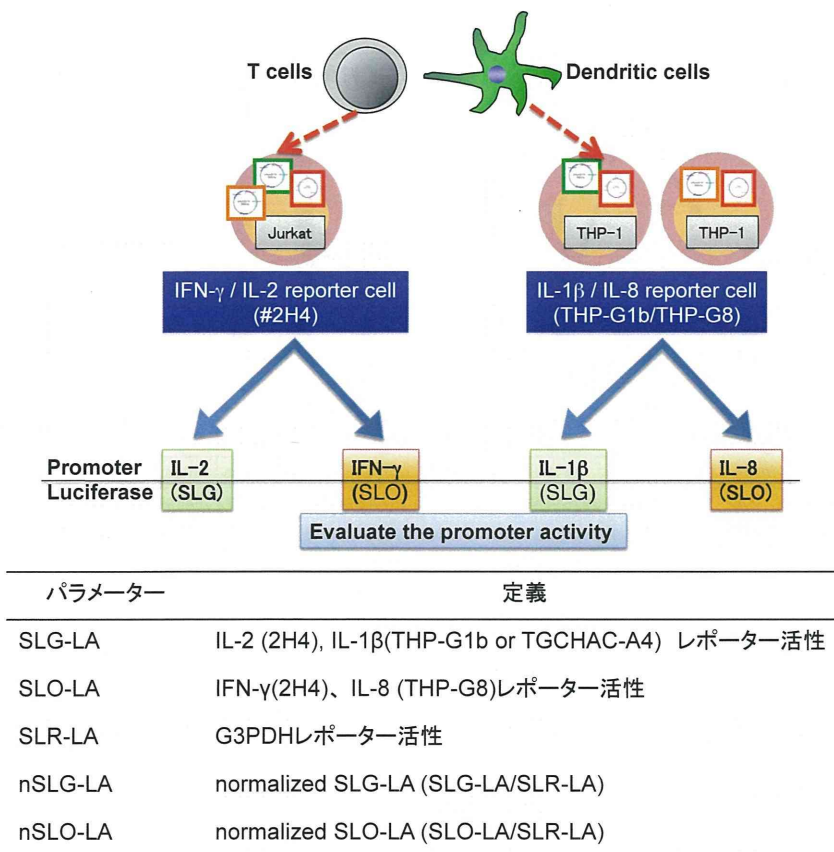 T cells
Dendritic cells
Jurkat
THP-1
THP-1
IFN-γ / IL-2 reporter cell
(#2H4)
IL-1β / IL-8 reporter cell
(THP-G1b/THP-G8)
Promoter
Luciferase
IL-2
(SLG)
IFN-γ
(SLO)
IL-1β
(SLG)
IL-8
(SLO)
Evaluate the promoter activity
パラメーター 定義
SLG-LA IL-2 (2H4), IL-1β(THP-G1b or TGCHAC-A4) レポーター活性
SLO-LA IFN-γ(2H4)、IL-8 (THP-G8)レポーター活性
SLR-LA G3PDHレポーター活性
nSLG-LA normalized SLG-LA (SLG-LA/SLR-LA)
nSLO-LA normalized SLO-LA (SLO-LA/SLR-LA)